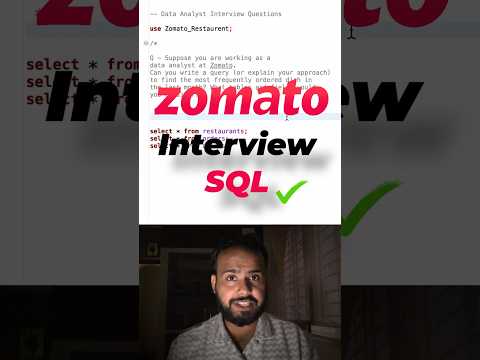 -- Data Analyst Interview Questions
use Zomato_Restaurent;
/*
Q - Suppose you are working as a
data analyst at Zomato.
Can you write a query (or explain your approach)
to find the most frequently ordered dish in
zomato
select * from restaurants;
Interview
SQL
select * from
select *
select *